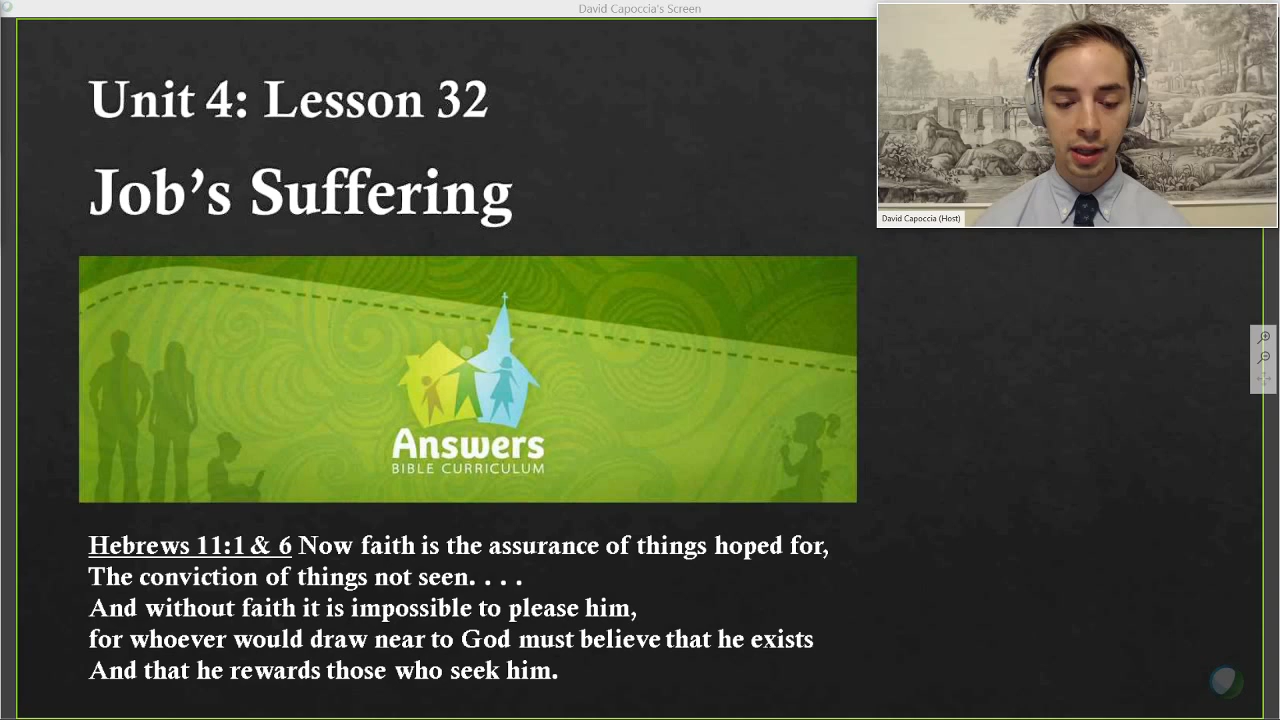 David Capoccia's Screen
Unit 4: Lesson 32
Job's Suffering
David Capoccia (Host)
Answers
BIBLE CURRICULUM
Hebrews 11:1 & 6 Now faith is the assurance of things hoped for,
The conviction of things not seen. . . .
And without faith it is impossible to please him,
for whoever would draw near to God must believe that he exists
And that he rewards those who seek him.